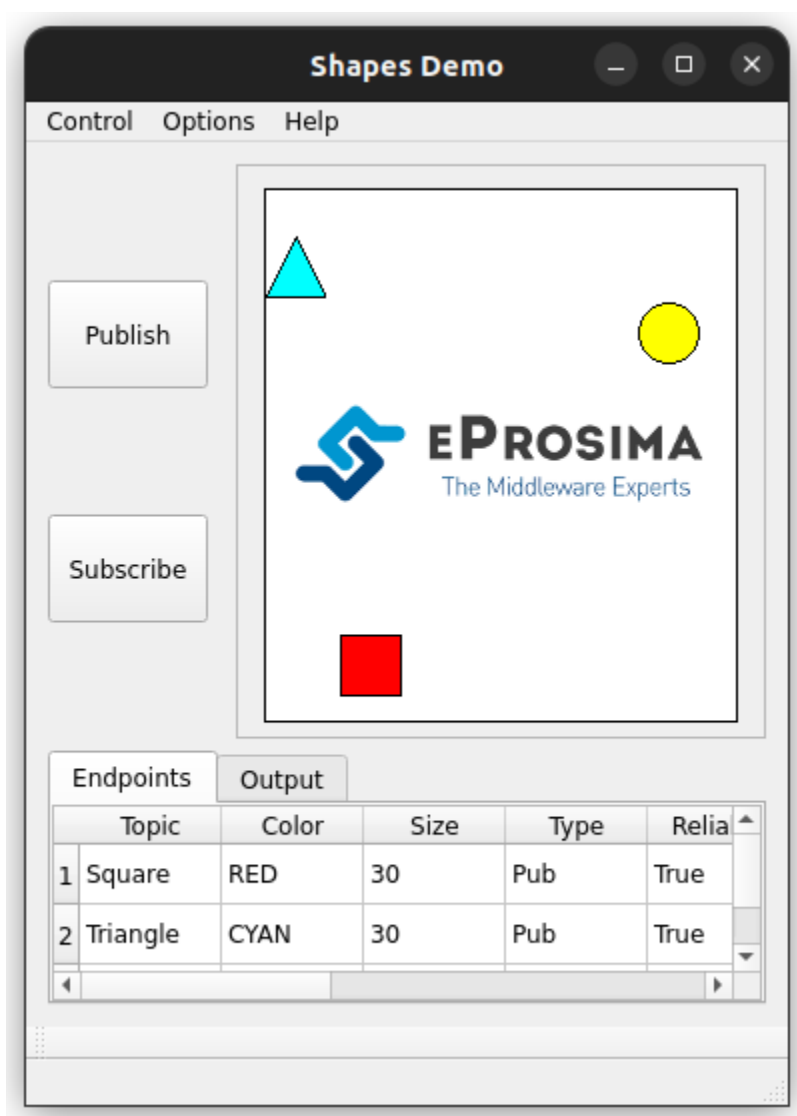 Shapes Demo
Control Options Help
Publish
Subscribe
EPROSIMA
The Middleware Experts
Endpoints Output
Topic Color Size Type Relia
1 Square RED 30 Pub True
2 Triangle CYAN 30 Pub True